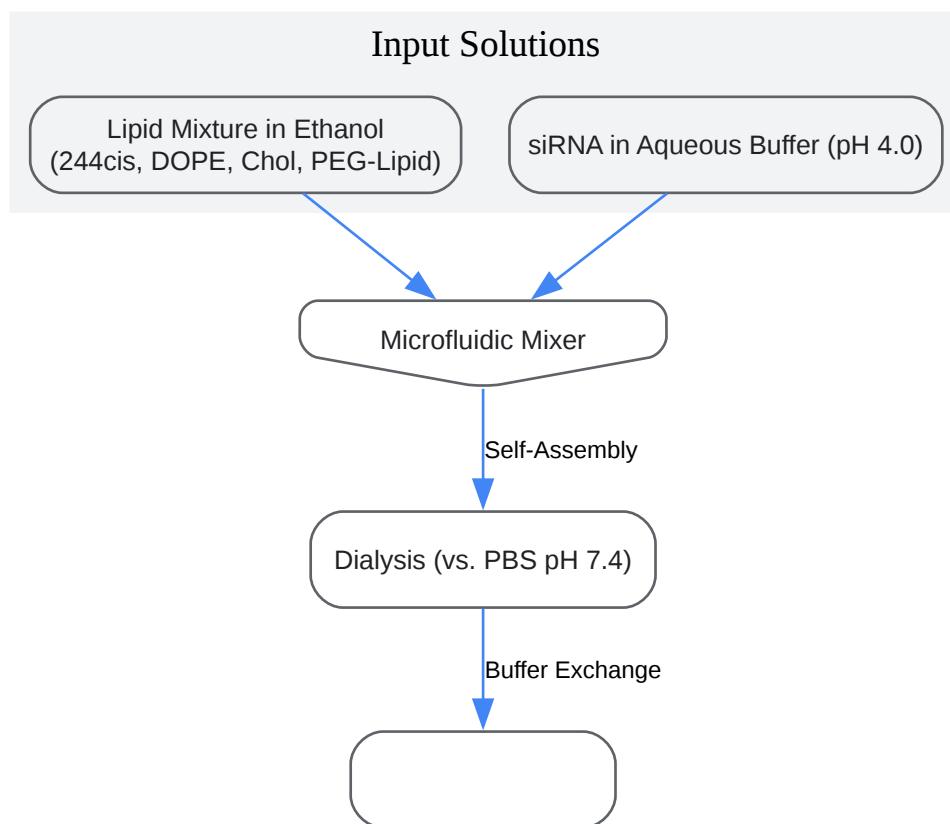 Input Solutions
Lipid Mixture in Ethanol
(244cis, DOPE, Chol, PEG-Lipid)
siRNA in Aqueous Buffer (pH 4.0)
Microfluidic Mixer
Self-Assembly
Dialysis (vs. PBS pH 7.4)
Buffer Exchange